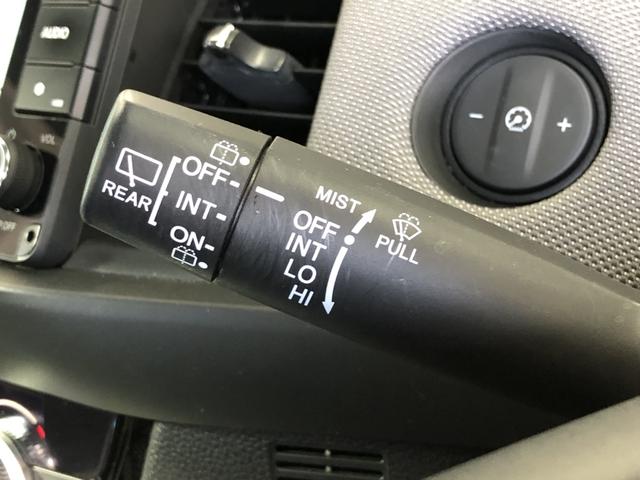 AUDIO
VOL
REAR
OFF-
INT-
ON-
MIST
OFF
INT
LO
HI
PULL
-
+